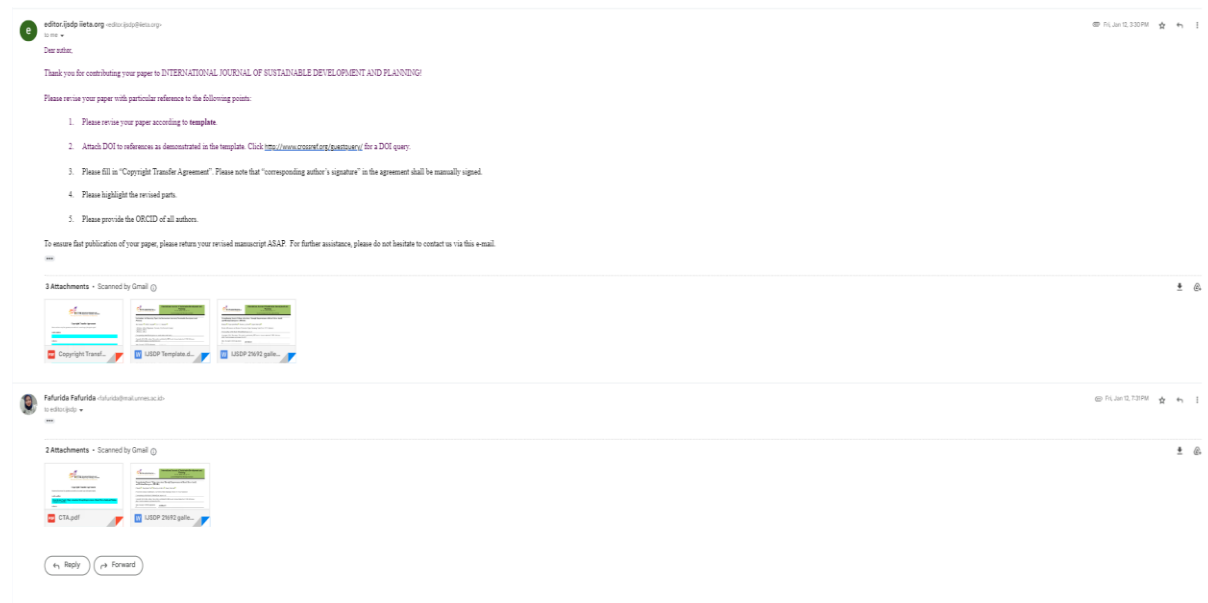 e
editor.ijsdp iieta.org <editor.ijsdp@iieta.org>
Fri, Jan 12, 3:30 PM
to me
Dear author,
Thank you for contributing your paper to INTERNATIONAL JOURNAL OF SUSTAINABLE DEVELOPMENT AND PLANNING!
Please revise your paper with particular reference to the following points:
1. Please revise your paper according to template.
2. Attach DOI to references as demonstrated in the template. Click http://www.crossref.org/guestquery/ for a DOI query.
3. Please fill in "Copyright Transfer Agreement". Please note that "corresponding author's signature" in the agreement shall be manually signed.
4. Please highlight the revised parts.
5. Please provide the ORCID of all authors.
To ensure fast publication of your paper, please return your revised manuscript ASAP. For further assistance, please do not hesitate to contact us via this e-mail.
3 Attachments • Scanned by Gmail
Copyright Transf...
IJSDP Template.d...
IJSDP 21692 galle...
Fafurida Fafurida <fafurida@mail.unnes.ac.id>
Fri, Jan 12, 7:31 PM
to editor.ijsdp
2 Attachments • Scanned by Gmail
CTA.pdf
IJSDP 21692 galle...
Reply
Forward